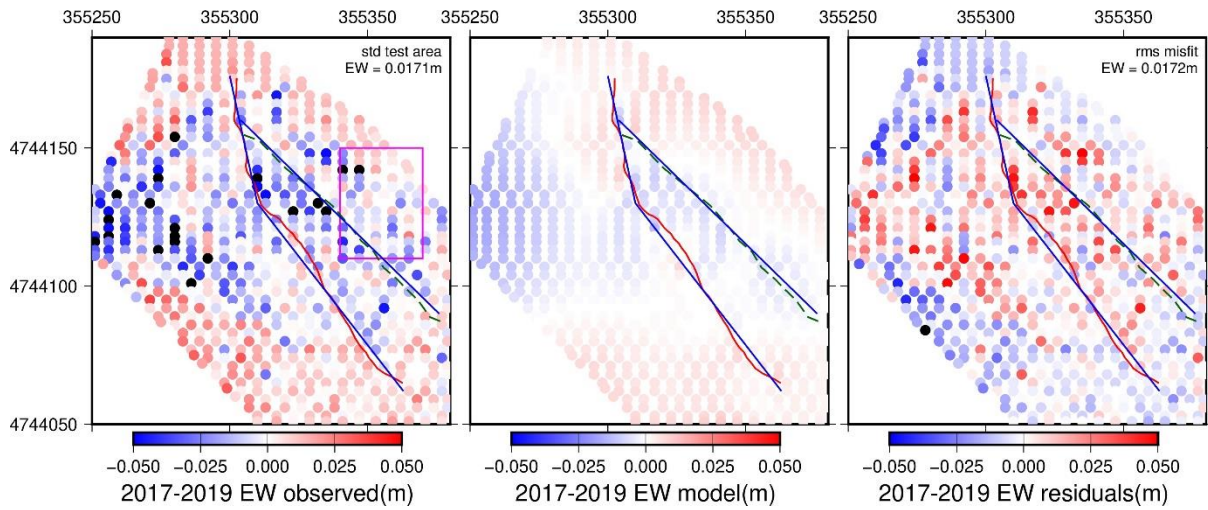 355250 355300 355350 355300 355350 355300 355350
std test area
EW = 0.0171m
rms misfit
EW = 0.0172m
4744150
4744100
4744050
−0.050 −0.025 0.000 0.025 0.050 −0.050 −0.025 0.000 0.025 0.050 −0.050 −0.025 0.000 0.025 0.050
2017-2019 EW observed(m) 2017-2019 EW model(m) 2017-2019 EW residuals(m)